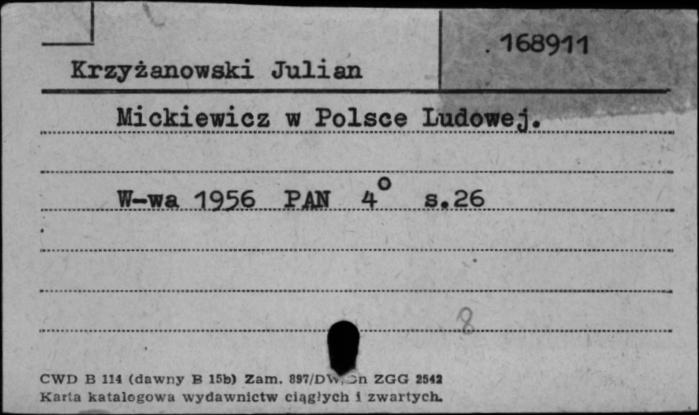 168911
Krzyżanowski Julian
Mickiewicz w Polsce Ludowej.
W-wa 1956 PAN 4° s.26
8
CWD B 114 (dawny B 15b) Zam. 897/DW ZGG 2542
Karta katalogowa wydawnictw ciągłych i zwartych.